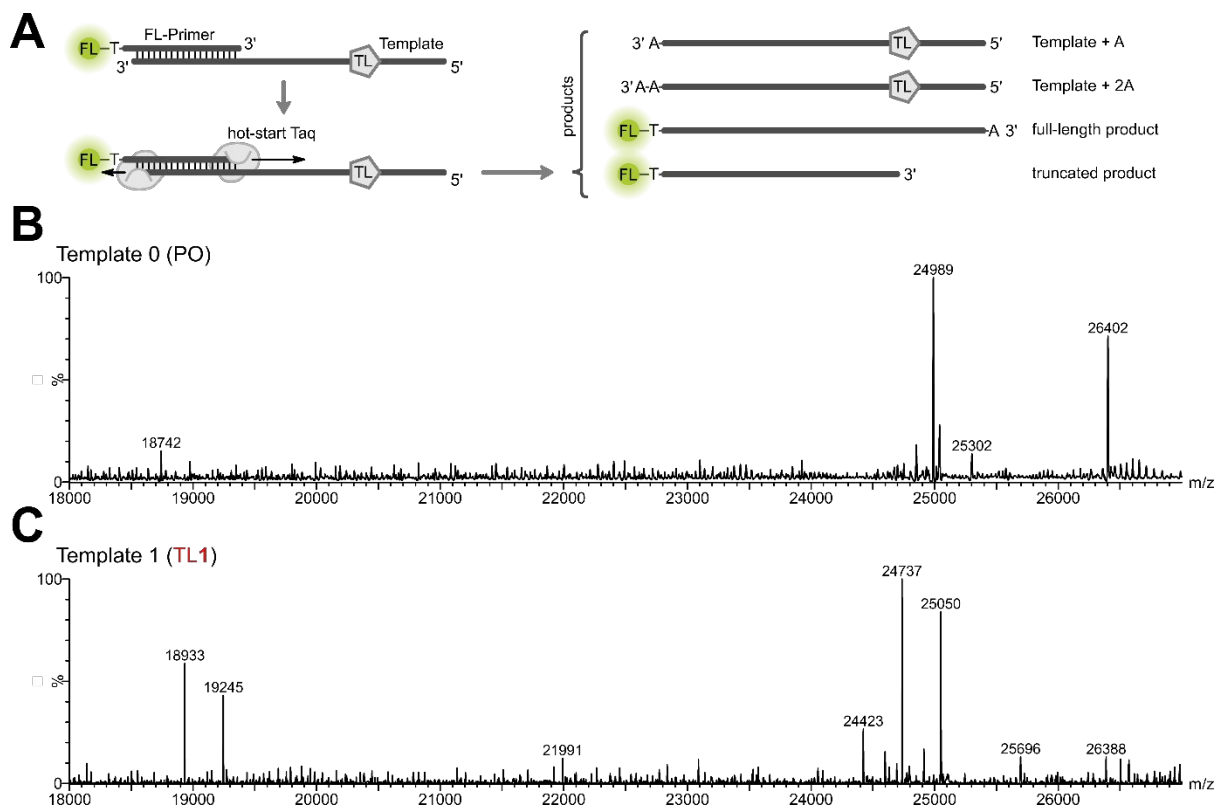 A
FL T FL-Primer 3'
3' TL Template 5'
hot-start Taq
FL T
TL 5'
products
3' A TL 5' Template + A
3'A-A TL 5' Template + 2A
FL T A 3' full-length product
FL T 3' truncated product
B
Template 0 (PO)
100
%
0
18742
24989
25302
26402
18000 19000 20000 21000 22000 23000 24000 25000 26000 m/z
C
Template 1 (TL1)
100
%
0
18933
19245
21991
24423
24737
25050
25696
26388
18000 19000 20000 21000 22000 23000 24000 25000 26000 m/z